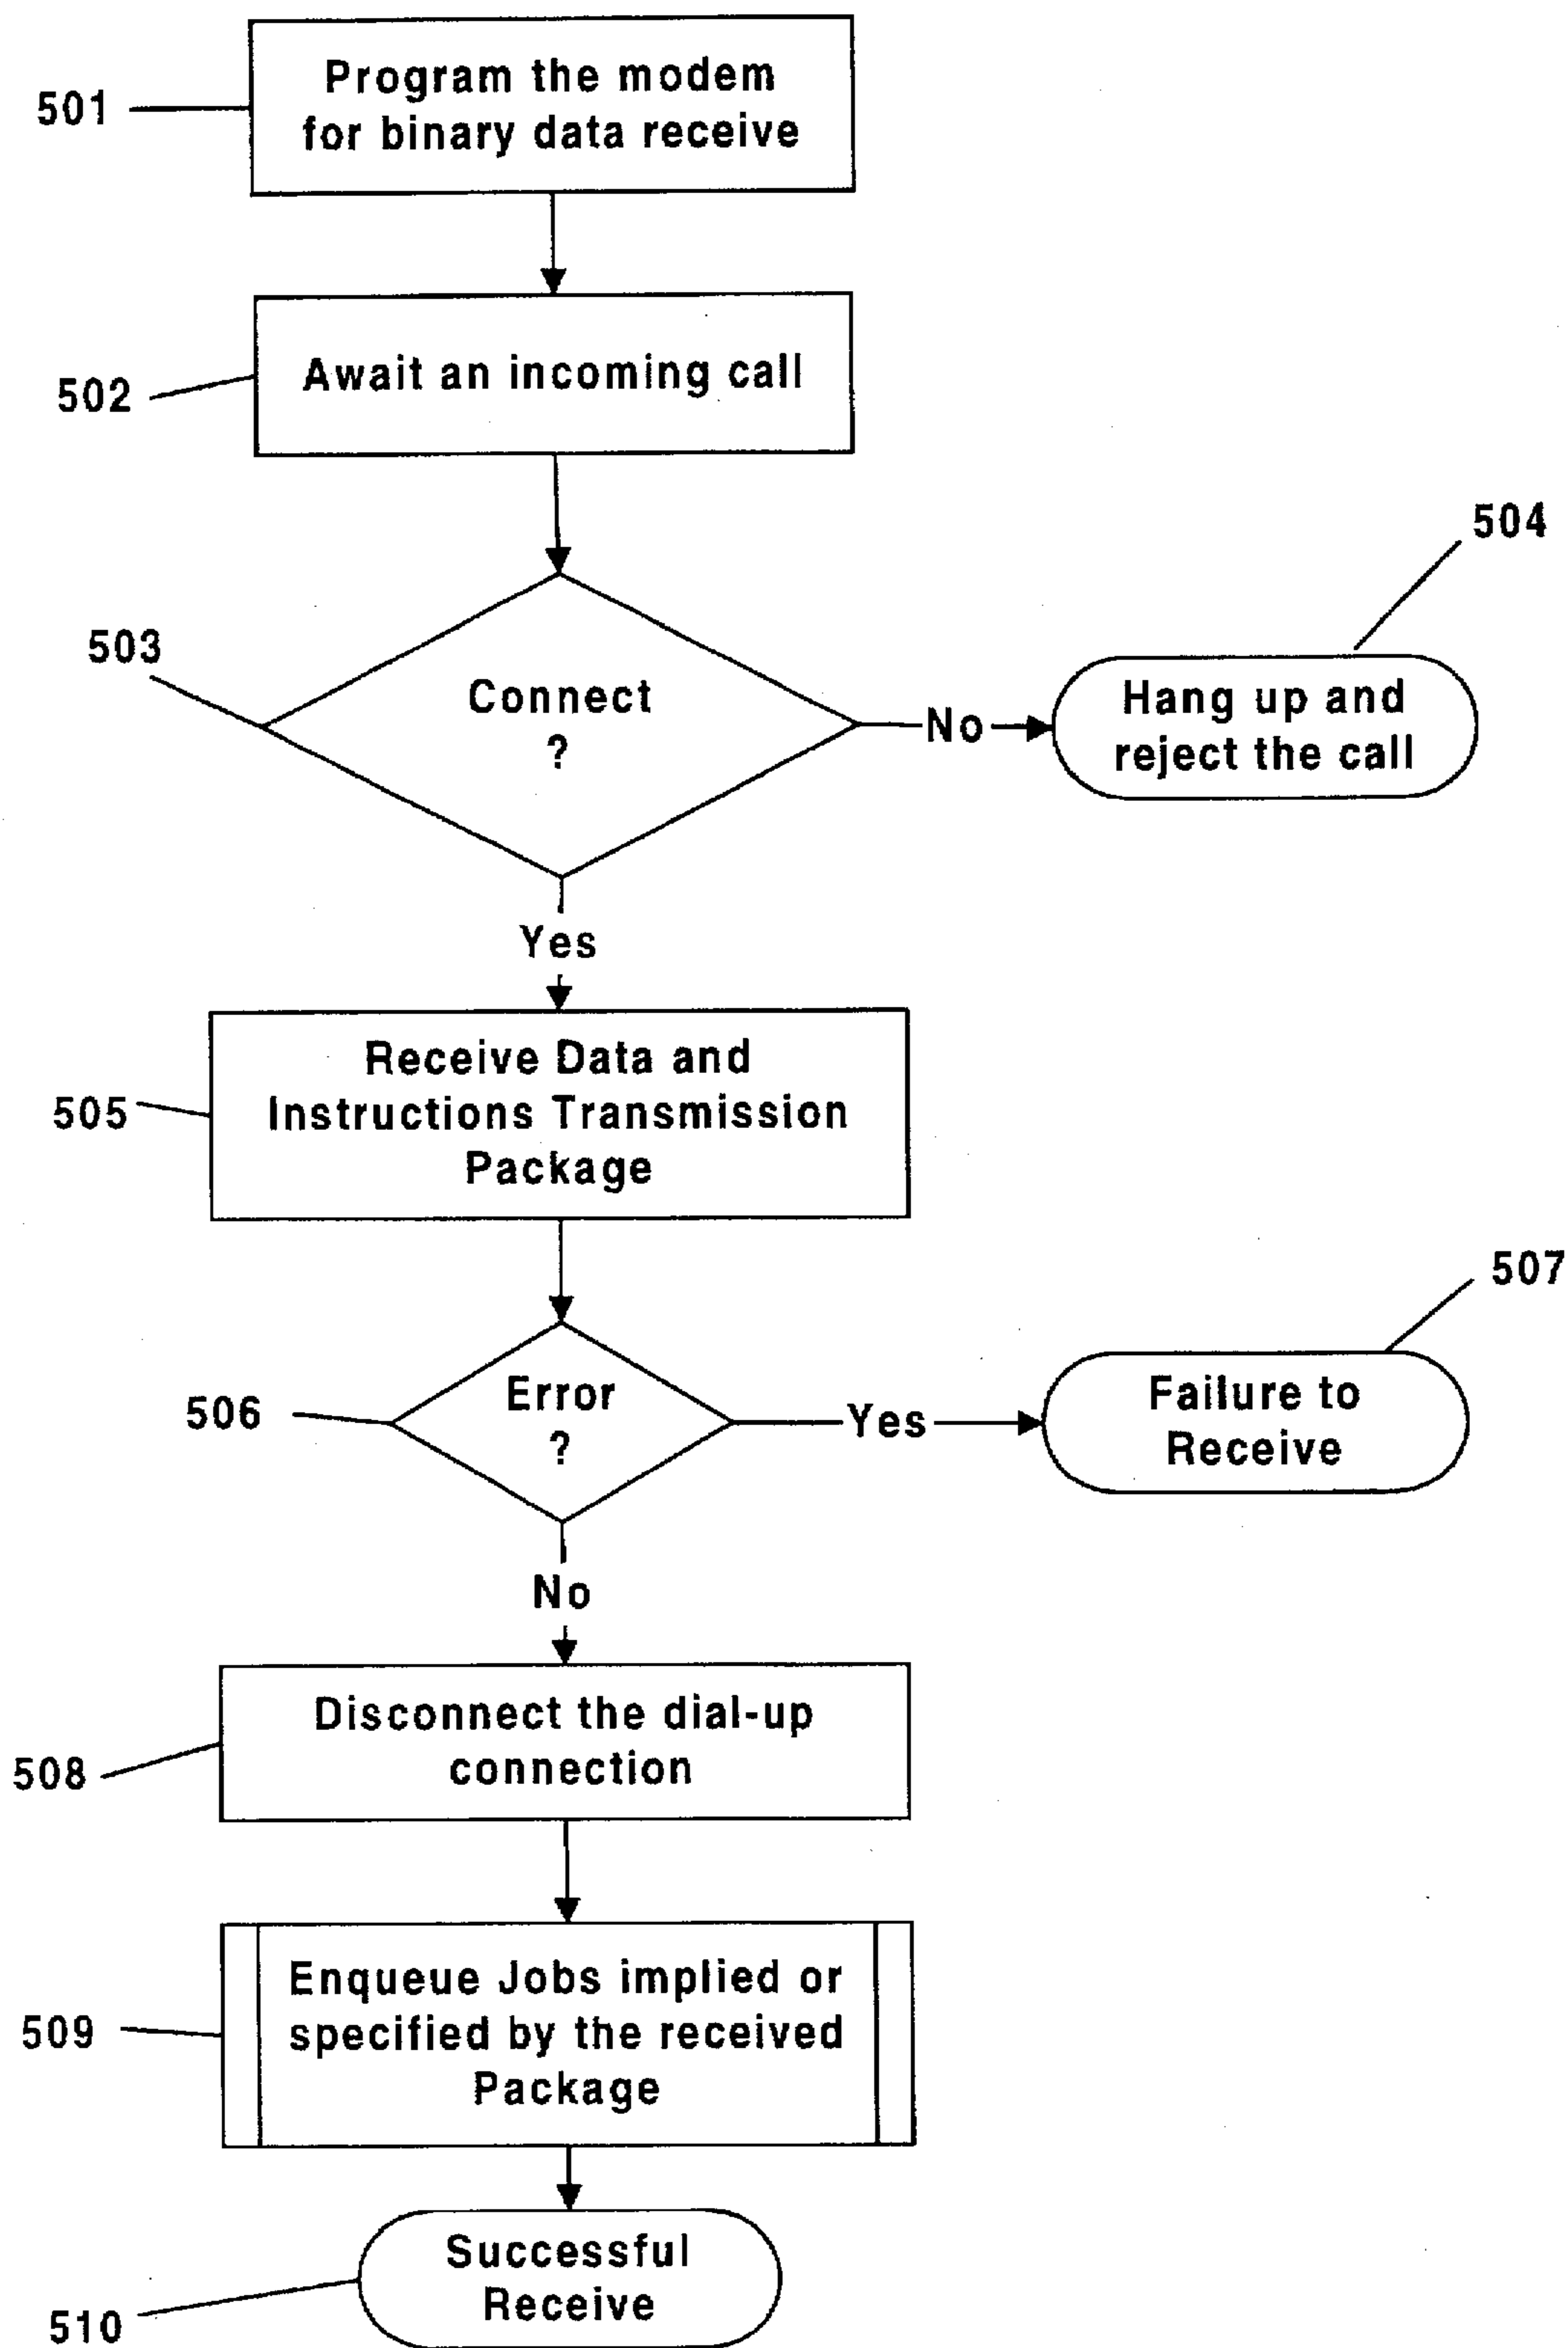 501
Program the modem
for binary data receive
502
Await an incoming call
503
Connect
?
No
504
Hang up and
reject the call
Yes
505
Receive Data and
Instructions Transmission
Package
506
Error
?
Yes
507
Failure to
Receive
No
508
Disconnect the dial-up
connection
509
Enqueue Jobs implied or
specified by the received
Package
510
Successful
Receive